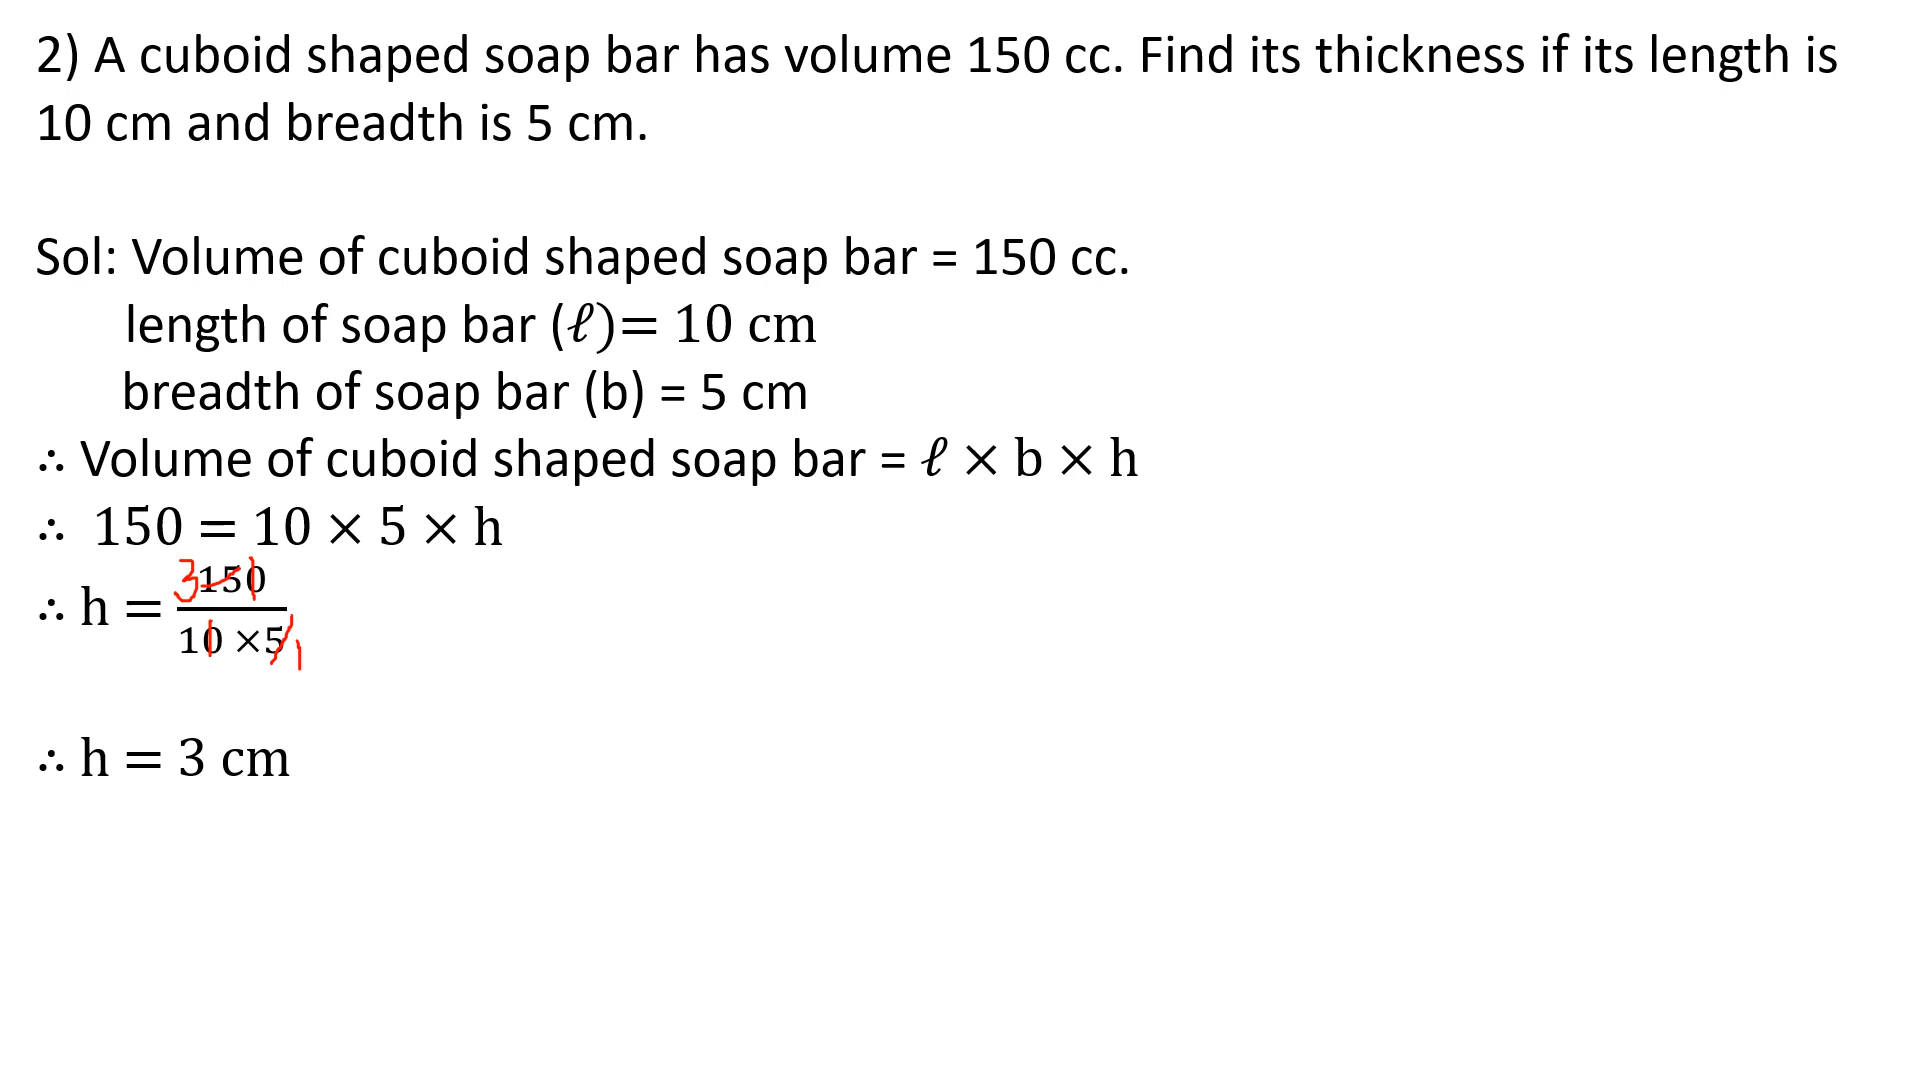 2) A cuboid shaped soap bar has volume 150 cc. Find its thickness if its length is
10 cm and breadth is 5 cm.
Sol: Volume of cuboid shaped soap bar = 150 cc.
length of soap bar (ℓ)= 10 cm
breadth of soap bar (b) = 5 cm
∴ Volume of cuboid shaped soap bar = ℓ × b × h
∴ 150 = 10 × 5 × h
3 150
∴ h =
10 ×5 1
∴ h = 3 cm